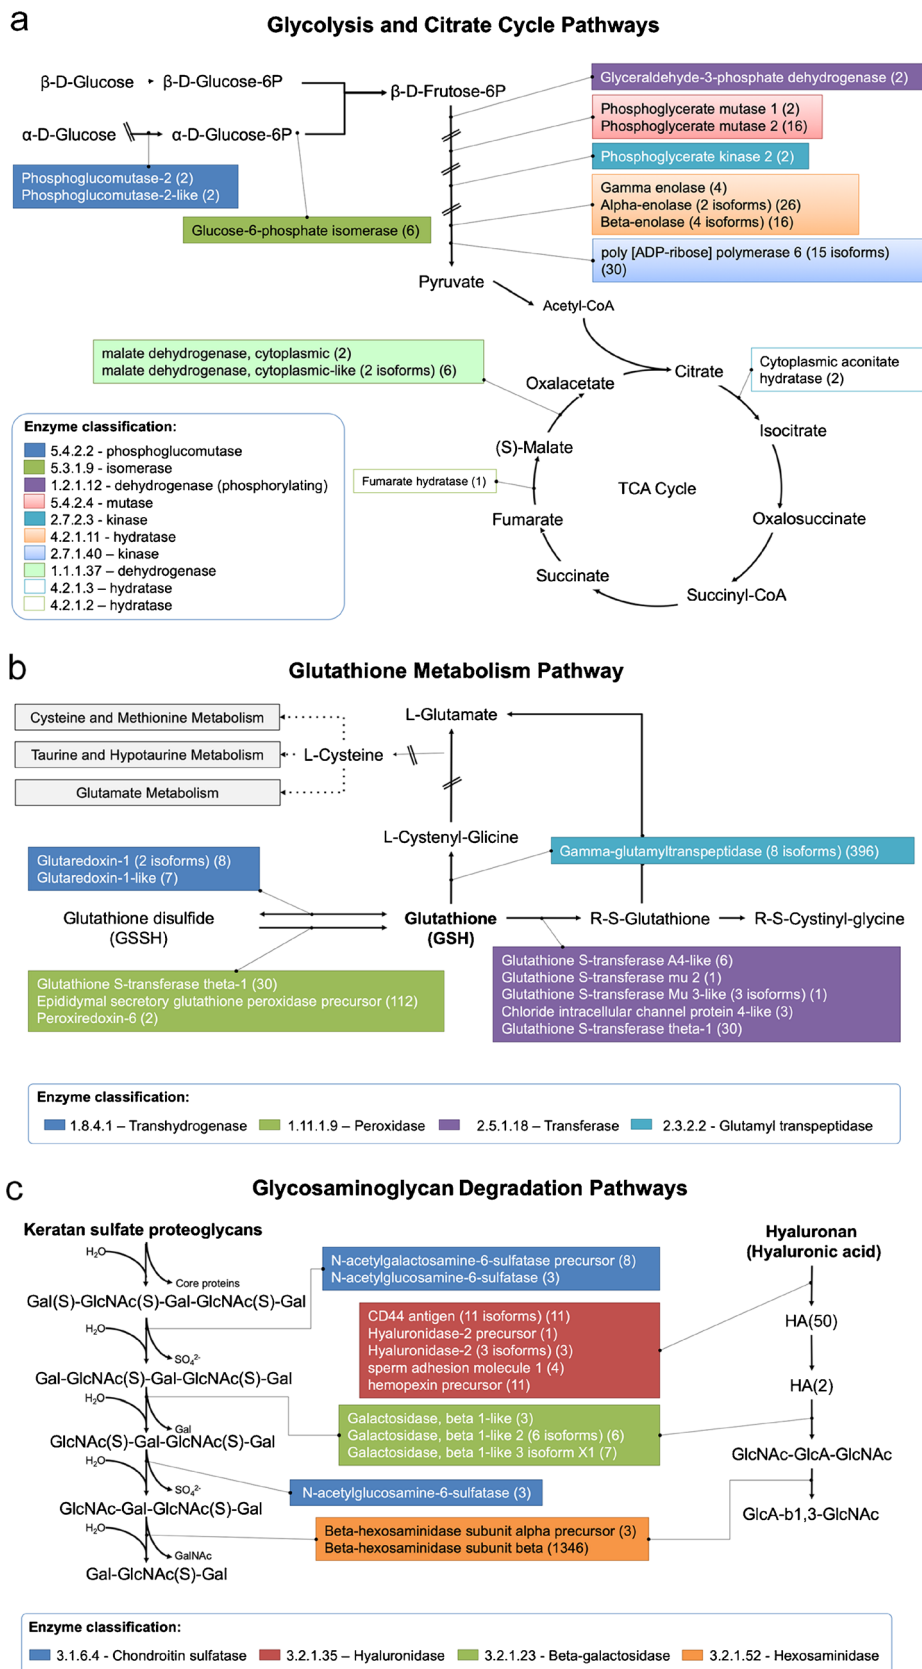 a
Glycolysis and Citrate Cycle Pathways
β-D-Glucose
β-D-Glucose-6P
β-D-Frutose-6P
α-D-Glucose
α-D-Glucose-6P
Phosphoglucomutase-2 (2)
Phosphoglucomutase-2-like (2)
Glucose-6-phosphate isomerase (6)
Glyceraldehyde-3-phosphate dehydrogenase (2)
Phosphoglycerate mutase 1 (2)
Phosphoglycerate mutase 2 (16)
Phosphoglycerate kinase 2 (2)
Gamma enolase (4)
Alpha-enolase (2 isoforms) (26)
Beta-enolase (4 isoforms) (16)
poly [ADP-ribose] polymerase 6 (15 isoforms)
(30)
Pyruvate
Acetyl-CoA
malate dehydrogenase, cytoplasmic (2)
malate dehydrogenase, cytoplasmic-like (2 isoforms) (6)
Oxalacetate
Citrate
Cytoplasmic aconitate
hydratase (2)
(S)-Malate
Isocitrate
Fumarate hydratase (1)
TCA Cycle
Fumarate
Oxalosuccinate
Succinate
Succinyl-CoA
Enzyme classification:
5.4.2.2 - phosphoglucomutase
5.3.1.9 - isomerase
1.2.1.12 - dehydrogenase (phosphorylating)
5.4.2.4 - mutase
2.7.2.3 - kinase
4.2.1.11 - hydratase
2.7.1.40 – kinase
1.1.1.37 – dehydrogenase
4.2.1.3 – hydratase
4.2.1.2 – hydratase
b
Glutathione Metabolism Pathway
Cysteine and Methionine Metabolism
Taurine and Hypotaurine Metabolism
Glutamate Metabolism
L-Cysteine
L-Glutamate
L-Cystenyl-Glicine
Gamma-glutamyltranspeptidase (8 isoforms) (396)
Glutaredoxin-1 (2 isoforms) (8)
Glutaredoxin-1-like (7)
Glutathione disulfide
(GSSH)
Glutathione
(GSH)
R-S-Glutathione
R-S-Cystinyl-glycine
Glutathione S-transferase theta-1 (30)
Epididymal secretory glutathione peroxidase precursor (112)
Peroxiredoxin-6 (2)
Glutathione S-transferase A4-like (6)
Glutathione S-transferase mu 2 (1)
Glutathione S-transferase Mu 3-like (3 isoforms) (1)
Chloride intracellular channel protein 4-like (3)
Glutathione S-transferase theta-1 (30)
Enzyme classification:
1.8.4.1 – Transhydrogenase 1.11.1.9 – Peroxidase 2.5.1.18 – Transferase 2.3.2.2 - Glutamyl transpeptidase
c
Glycosaminoglycan Degradation Pathways
Keratan sulfate proteoglycans
H₂O
Core proteins
Gal(S)-GlcNAc(S)-Gal-GlcNAc(S)-Gal
H₂O
SO₄²⁻
Gal-GlcNAc(S)-Gal-GlcNAc(S)-Gal
H₂O
Gal
GlcNAc(S)-Gal-GlcNAc(S)-Gal
H₂O
SO₄²⁻
GlcNAc-Gal-GlcNAc(S)-Gal
H₂O
GalNAc
Gal-GlcNAc(S)-Gal
N-acetylgalactosamine-6-sulfatase precursor (8)
N-acetylglucosamine-6-sulfatase (3)
CD44 antigen (11 isoforms) (11)
Hyaluronidase-2 precursor (1)
Hyaluronidase-2 (3 isoforms) (3)
sperm adhesion molecule 1 (4)
hemopexin precursor (11)
Galactosidase, beta 1-like (3)
Galactosidase, beta 1-like 2 (6 isoforms) (6)
Galactosidase, beta 1-like 3 isoform X1 (7)
N-acetylglucosamine-6-sulfatase (3)
Beta-hexosaminidase subunit alpha precursor (3)
Beta-hexosaminidase subunit beta (1346)
Hyaluronan
(Hyaluronic acid)
HA(50)
HA(2)
GlcNAc-GlcA-GlcNAc
GlcA-b1,3-GlcNAc
Enzyme classification:
3.1.6.4 - Chondroitin sulfatase 3.2.1.35 – Hyaluronidase 3.2.1.23 - Beta-galactosidase 3.2.1.52 - Hexosaminidase